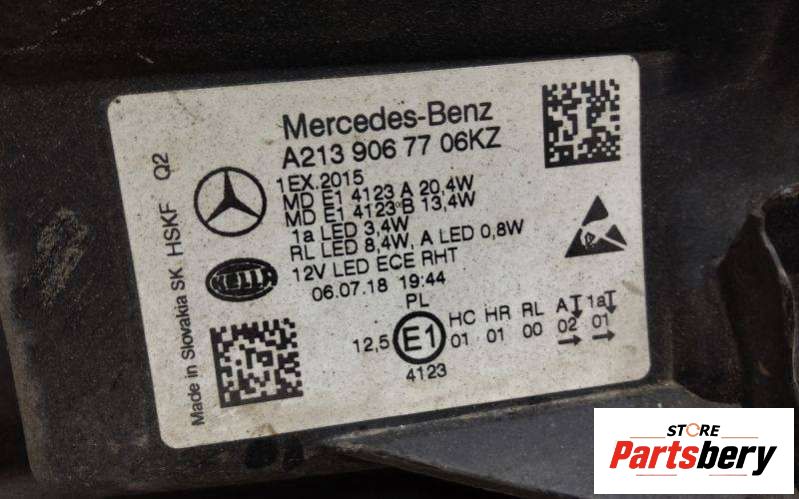 Mercedes-Benz
A213 906 77 06KZ
1EX.2015
MD E1 4123 A 20,4W
MD E1 4123 B 13,4W
1a LED 3,4W
RL LED 8,4W, A LED 0,8W
12V LED ECE RHT
06.07.18 19:44
PL
HC HR RL A 1a
12,5 E1 01 01 00 02 01
4123
HELLA
Made in Slovakia SK HSKF Q2
STORE
Partsbery